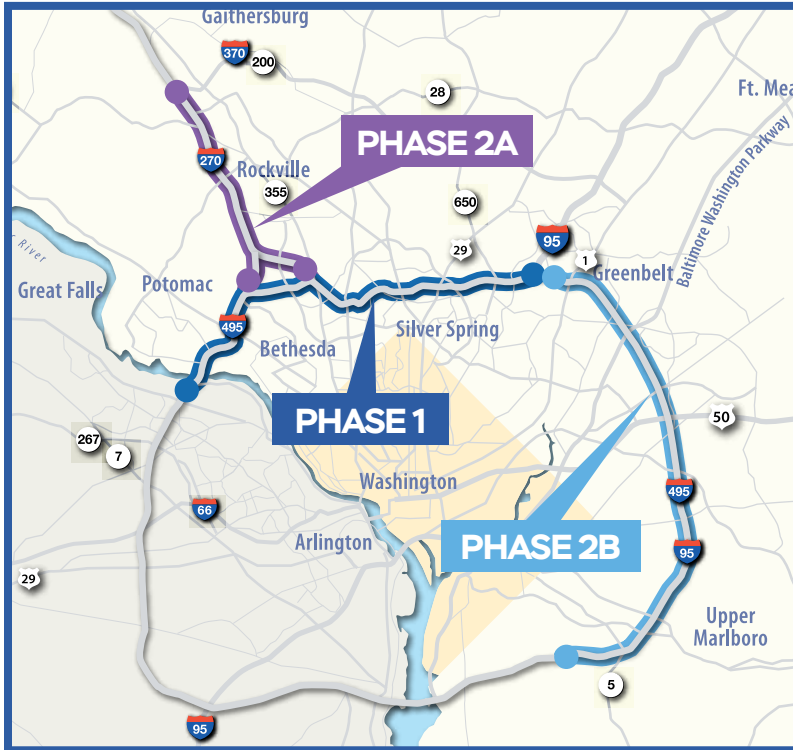 Gaithersburg
370
200
28
Ft. Mea
PHASE 2A
270
Rockville
355
Baltimore Washington Parkway
650
29
95
1
Greenbelt
River
Great Falls
Potomac
495
Silver Spring
Bethesda
PHASE 1
50
267
7
Washington
495
66
Arlington
PHASE 2B
95
29
Upper
Marlboro
5
95